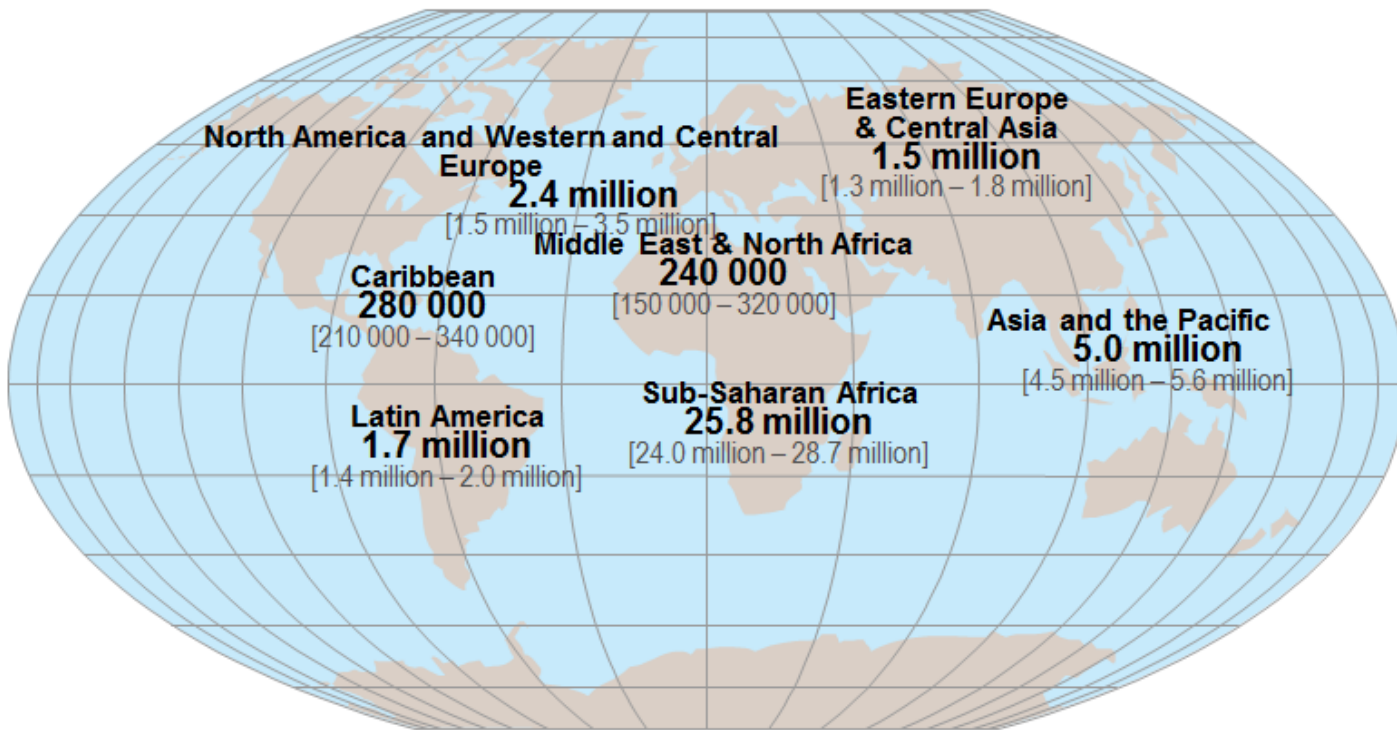 North America and Western and Central
Europe
2.4 million
[1.5 million – 3.5 million]
Eastern Europe
& Central Asia
1.5 million
[1.3 million – 1.8 million]
Middle East & North Africa
240 000
[150 000 – 320 000]
Caribbean
280 000
[210 000 – 340 000]
Asia and the Pacific
5.0 million
[4.5 million – 5.6 million]
Sub-Saharan Africa
25.8 million
[24.0 million – 28.7 million]
Latin America
1.7 million
[1.4 million – 2.0 million]